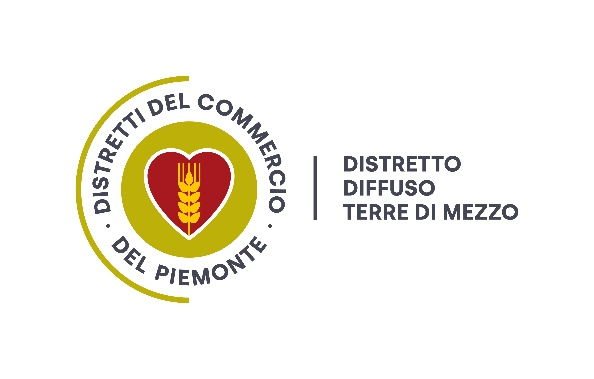 · DISTRETTI DEL COMMERCIO ·
DEL PIEMONTE
DISTRETTO
DIFFUSO
TERRE DI MEZZO